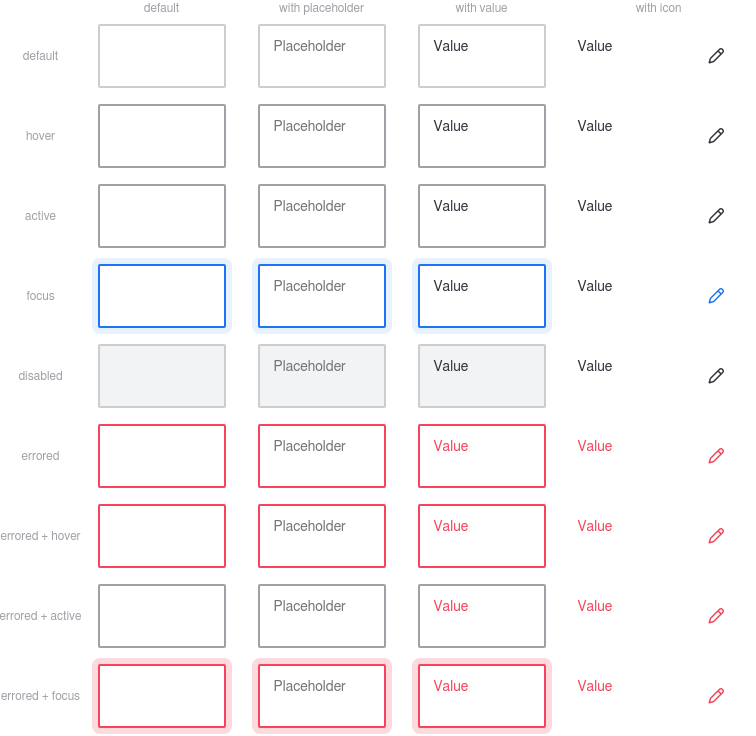 default with placeholder with value with icon
default Placeholder Value Value
hover Placeholder Value Value
active Placeholder Value Value
focus Placeholder Value Value
disabled Placeholder Value Value
errored Placeholder Value Value
errored + hover Placeholder Value Value
errored + active Placeholder Value Value
errored + focus Placeholder Value Value